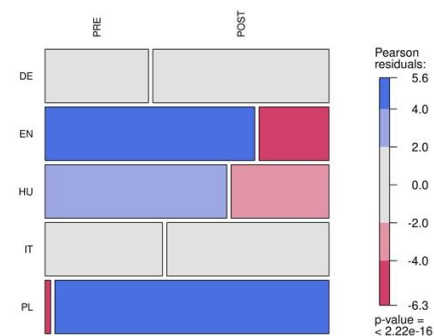 PRE
POST
DE
EN
HU
IT
PL
Pearson
residuals:
5.6
4.0
2.0
0.0
-2.0
-4.0
-6.3
p-value =
< 2.22e-16